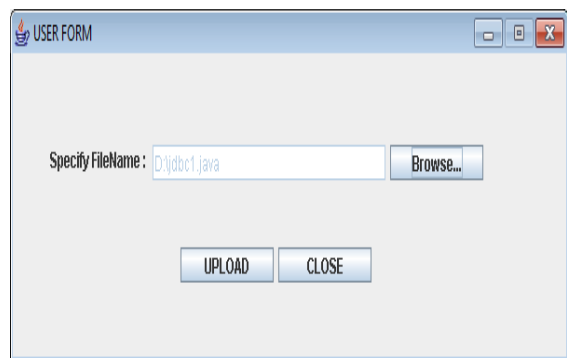 USER FORM
Specify FileName : D:\jdbc1.java Browse...
UPLOAD CLOSE